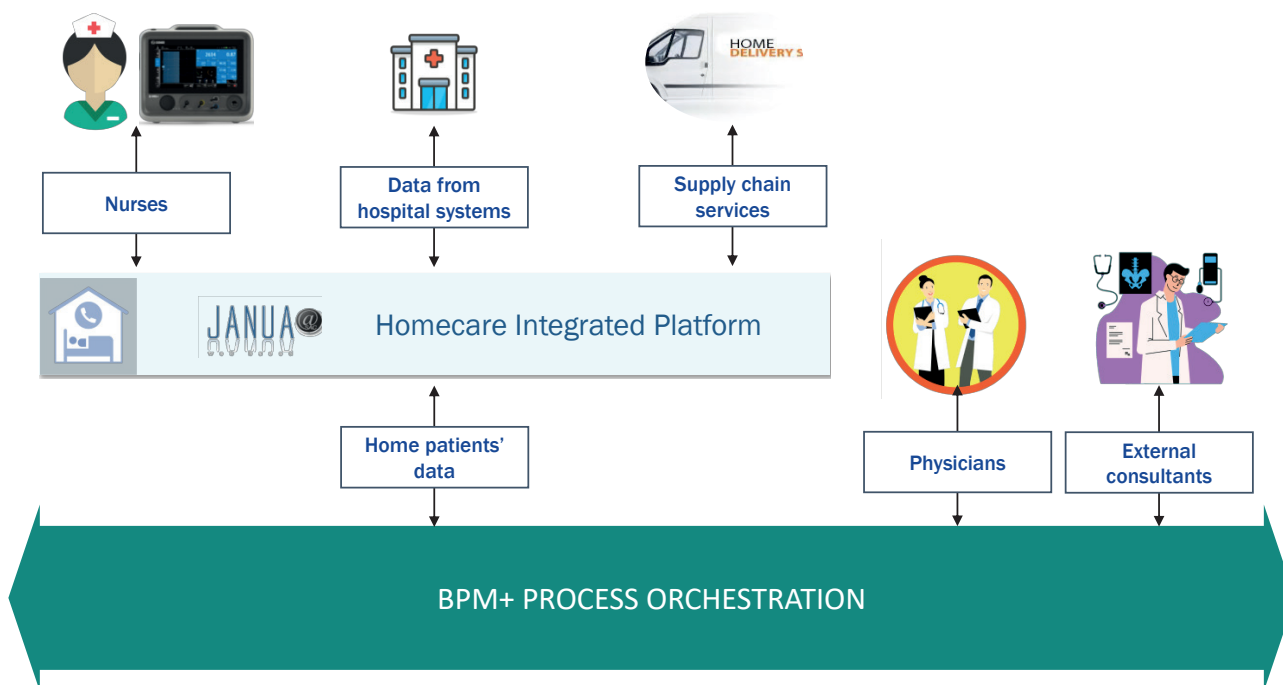 HOME
DELIVERY S
Nurses
Data from
hospital systems
Supply chain
services
JANUA@
Homecare Integrated Platform
Home patients’
data
Physicians
External
consultants
BPM+ PROCESS ORCHESTRATION